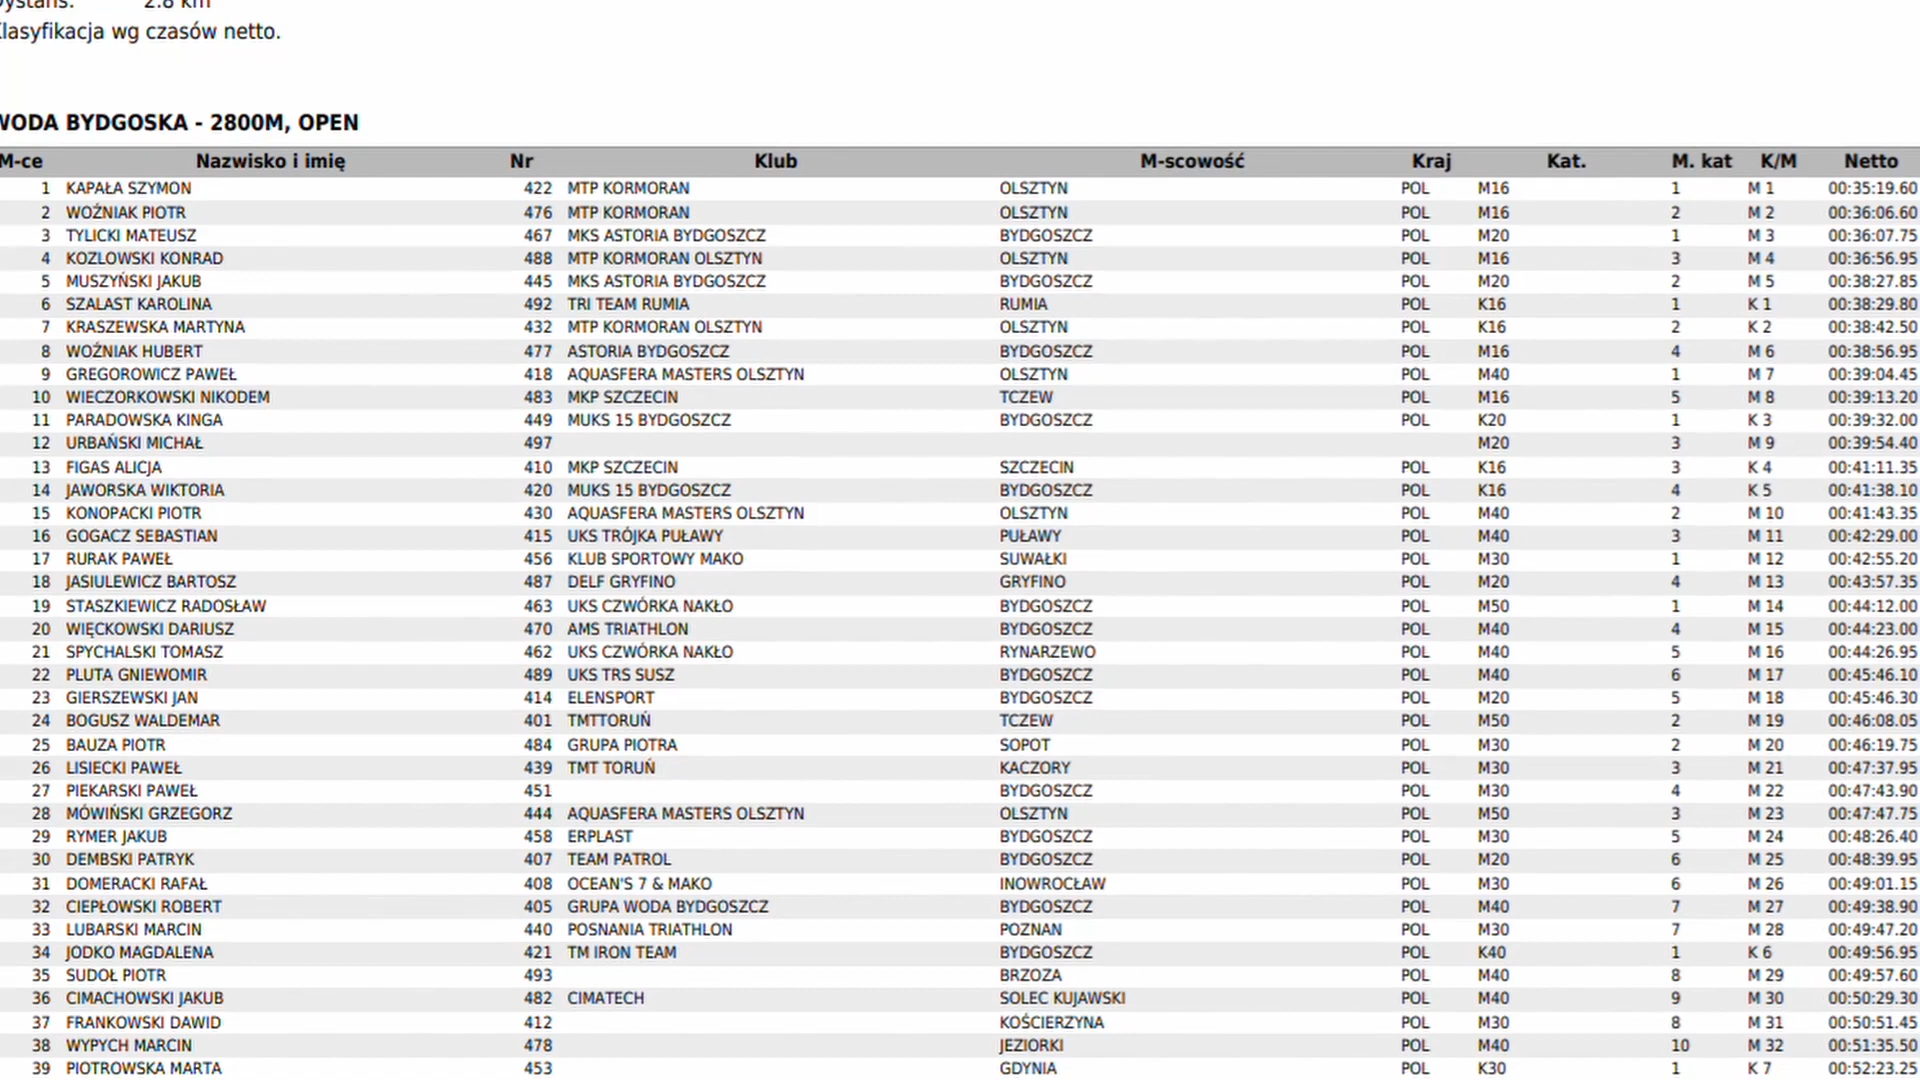 Dystans: 2.8 km
Klasyfikacja wg czasów netto.
WODA BYDGOSKA - 2800M, OPEN
M-ce Nazwisko i imię Nr Klub M-scowość Kraj Kat. M. kat K/M Netto
1 KAPAŁA SZYMON 422 MTP KORMORAN OLSZTYN POL M16 1 M 1 00:35:19.60
2 WOŹNIAK PIOTR 476 MTP KORMORAN OLSZTYN POL M16 2 M 2 00:36:06.60
3 TYLICKI MATEUSZ 467 MKS ASTORIA BYDGOSZCZ BYDGOSZCZ POL M20 1 M 3 00:36:07.75
4 KOZLOWSKI KONRAD 488 MTP KORMORAN OLSZTYN OLSZTYN POL M16 3 M 4 00:36:56.95
5 MUSZYŃSKI JAKUB 445 MKS ASTORIA BYDGOSZCZ BYDGOSZCZ POL M20 2 M 5 00:38:27.85
6 SZALAST KAROLINA 492 TRI TEAM RUMIA RUMIA POL K16 1 K 1 00:38:29.80
7 KRASZEWSKA MARTYNA 432 MTP KORMORAN OLSZTYN OLSZTYN POL K16 2 K 2 00:38:42.50
8 WOŹNIAK HUBERT 477 ASTORIA BYDGOSZCZ BYDGOSZCZ POL M16 4 M 6 00:38:56.95
9 GREGOROWICZ PAWEŁ 418 AQUASFERA MASTERS OLSZTYN OLSZTYN POL M40 1 M 7 00:39:04.45
10 WIECZORKOWSKI NIKODEM 483 MKP SZCZECIN TCZEW POL M16 5 M 8 00:39:13.20
11 PARADOWSKA KINGA 449 MUKS 15 BYDGOSZCZ BYDGOSZCZ POL K20 1 K 3 00:39:32.00
12 URBAŃSKI MICHAŁ 497 M20 3 M 9 00:39:54.40
13 FIGAS ALICJA 410 MKP SZCZECIN SZCZECIN POL K16 3 K 4 00:41:11.35
14 JAWORSKA WIKTORIA 420 MUKS 15 BYDGOSZCZ BYDGOSZCZ POL K16 4 K 5 00:41:38.10
15 KONOPACKI PIOTR 430 AQUASFERA MASTERS OLSZTYN OLSZTYN POL M40 2 M 10 00:41:43.35
16 GOGACZ SEBASTIAN 415 UKS TRÓJKA PUŁAWY PUŁAWY POL M40 3 M 11 00:42:29.00
17 RURAK PAWEŁ 456 KLUB SPORTOWY MAKO SUWAŁKI POL M30 1 M 12 00:42:55.20
18 JASIULEWICZ BARTOSZ 487 DELF GRYFINO GRYFINO POL M20 4 M 13 00:43:57.35
19 STASZKIEWICZ RADOSŁAW 463 UKS CZWÓRKA NAKŁO BYDGOSZCZ POL M50 1 M 14 00:44:12.00
20 WIĘCKOWSKI DARIUSZ 470 AMS TRIATHLON BYDGOSZCZ POL M40 4 M 15 00:44:23.00
21 SPYCHALSKI TOMASZ 462 UKS CZWÓRKA NAKŁO RYNARZEWO POL M40 5 M 16 00:44:26.95
22 PLUTA GNIEWOMIR 489 UKS TRS SUSZ BYDGOSZCZ POL M40 6 M 17 00:45:46.10
23 GIERSZEWSKI JAN 414 ELENSPORT BYDGOSZCZ POL M20 5 M 18 00:45:46.30
24 BOGUSZ WALDEMAR 401 TMTTORUŃ TCZEW POL M50 2 M 19 00:46:08.05
25 BAUZA PIOTR 484 GRUPA PIOTRA SOPOT POL M30 2 M 20 00:46:19.75
26 LISIECKI PAWEŁ 439 TMT TORUŃ KACZORY POL M30 3 M 21 00:47:37.95
27 PIEKARSKI PAWEŁ 451 BYDGOSZCZ POL M30 4 M 22 00:47:43.90
28 MÓWIŃSKI GRZEGORZ 444 AQUASFERA MASTERS OLSZTYN OLSZTYN POL M50 3 M 23 00:47:47.75
29 RYMER JAKUB 458 ERPLAST BYDGOSZCZ POL M30 5 M 24 00:48:26.40
30 DEMBSKI PATRYK 407 TEAM PATROL BYDGOSZCZ POL M20 6 M 25 00:48:39.95
31 DOMERACKI RAFAŁ 408 OCEAN'S 7 & MAKO INOWROCŁAW POL M30 6 M 26 00:49:01.15
32 CIEPŁOWSKI ROBERT 405 GRUPA WODA BYDGOSZCZ BYDGOSZCZ POL M40 7 M 27 00:49:38.90
33 LUBARSKI MARCIN 440 POSNANIA TRIATHLON POZNAN POL M30 7 M 28 00:49:47.20
34 JODKO MAGDALENA 421 TM IRON TEAM BYDGOSZCZ POL K40 1 K 6 00:49:56.95
35 SUDOŁ PIOTR 493 BRZOZA POL M40 8 M 29 00:49:57.60
36 CIMACHOWSKI JAKUB 482 CIMATECH SOLEC KUJAWSKI POL M40 9 M 30 00:50:29.30
37 FRANKOWSKI DAWID 412 KOŚCIERZYNA POL M30 8 M 31 00:50:51.45
38 WYPYCH MARCIN 478 JEZIORKI POL M40 10 M 32 00:51:35.50
39 PIOTROWSKA MARTA 453 GDYNIA POL K30 1 K 7 00:52:23.25